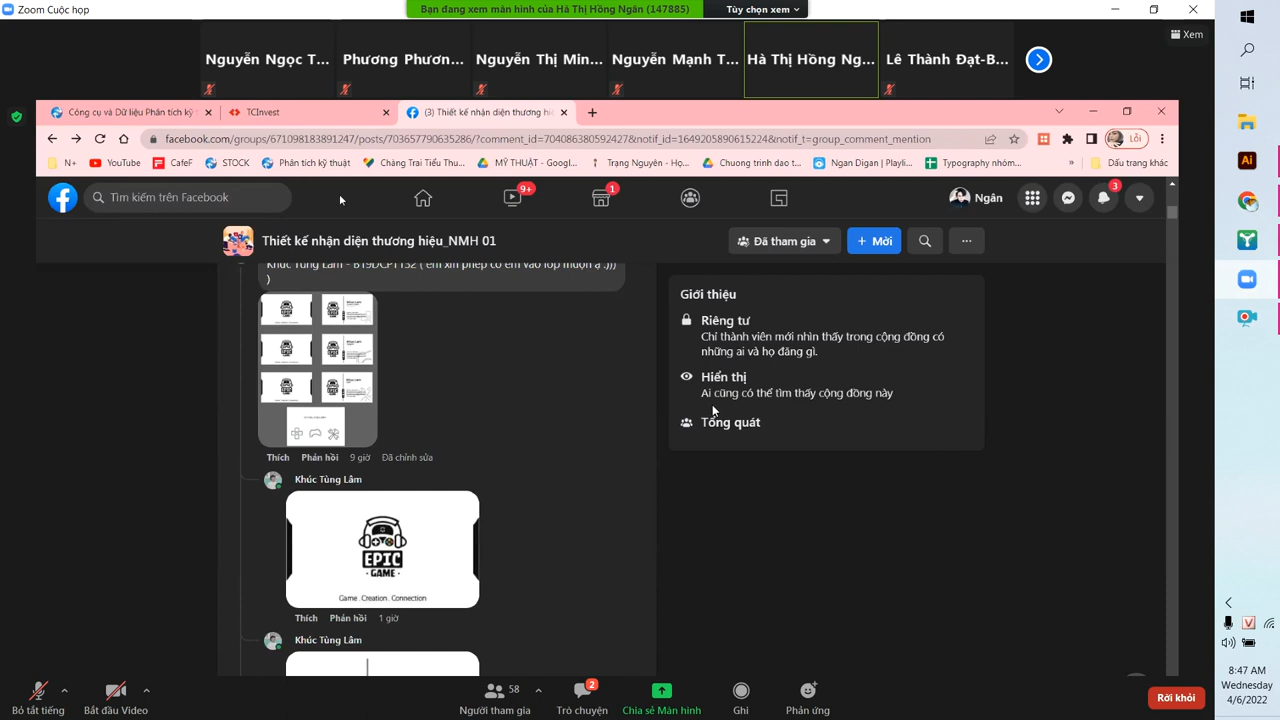 Zoom Cuộc họp
Bạn đang xem màn hình của Hà Thị Hồng Ngân (147885)
Tùy chọn xem
Xem
Nguyễn Ngọc T...
Phương Phươn...
Nguyễn Thị Min...
Nguyễn Mạnh T...
Hà Thị Hồng Ng...
Lê Thành Đạt-B...
Công cụ và Dữ liệu Phân tích kỹ t
TCInvest
(3) Thiết kế nhận diện thương hiệ
facebook.com/groups/671098183891247/posts/703657790635286/?comment_id=704086380592427&notif_id=1649205890615224&notif_t=group_comment_mention
Lỗi
N+
YouTube
CafeF
STOCK
Phân tích kỹ thuật
Chàng Trai Tiểu Thu...
MỸ THUẬT - Googl...
Trạng Nguyên - Họ...
Chuong trinh dao t...
Ngan Digan | Playli...
Typography nhóm...
»
Dấu trang khác
Tìm kiếm trên Facebook
9+
1
Ngân
3
Thiết kế nhận diện thương hiệu_NMH 01
Đã tham gia
+ Mới
Khúc Tùng Lâm - B19DCPT132 ( em xin phép cô em vào lớp muộn ạ :)))
)
Giới thiệu
Riêng tư
Chỉ thành viên mới nhìn thấy trong cộng đồng có
những ai và họ đăng gì.
Hiển thị
Ai cũng có thể tìm thấy cộng đồng này
Tổng quát
Thích Phản hồi 9 giờ Đã chỉnh sửa
Khúc Tùng Lâm
EPIC
GAME
Game . Creation . Connection
Thích Phản hồi 1 giờ
Khúc Tùng Lâm
Bỏ tắt tiếng
Bắt đầu Video
58
Người tham gia
2
Trò chuyện
Chia sẻ Màn hình
Ghi
Phản ứng
Rời khỏi
8:47 AM
Wednesday
4/6/2022